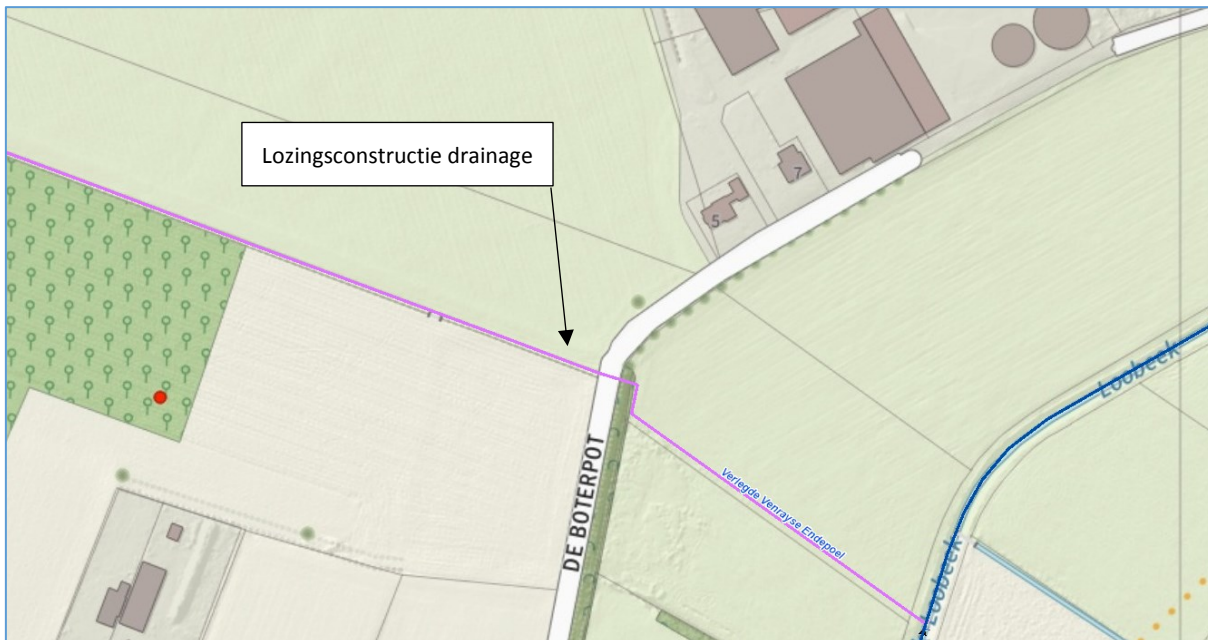 Lozingsconstructie drainage
7
5
Loobeek
DE BOTERPOT
Verlegde Venrayse Endepoel
Loobeek